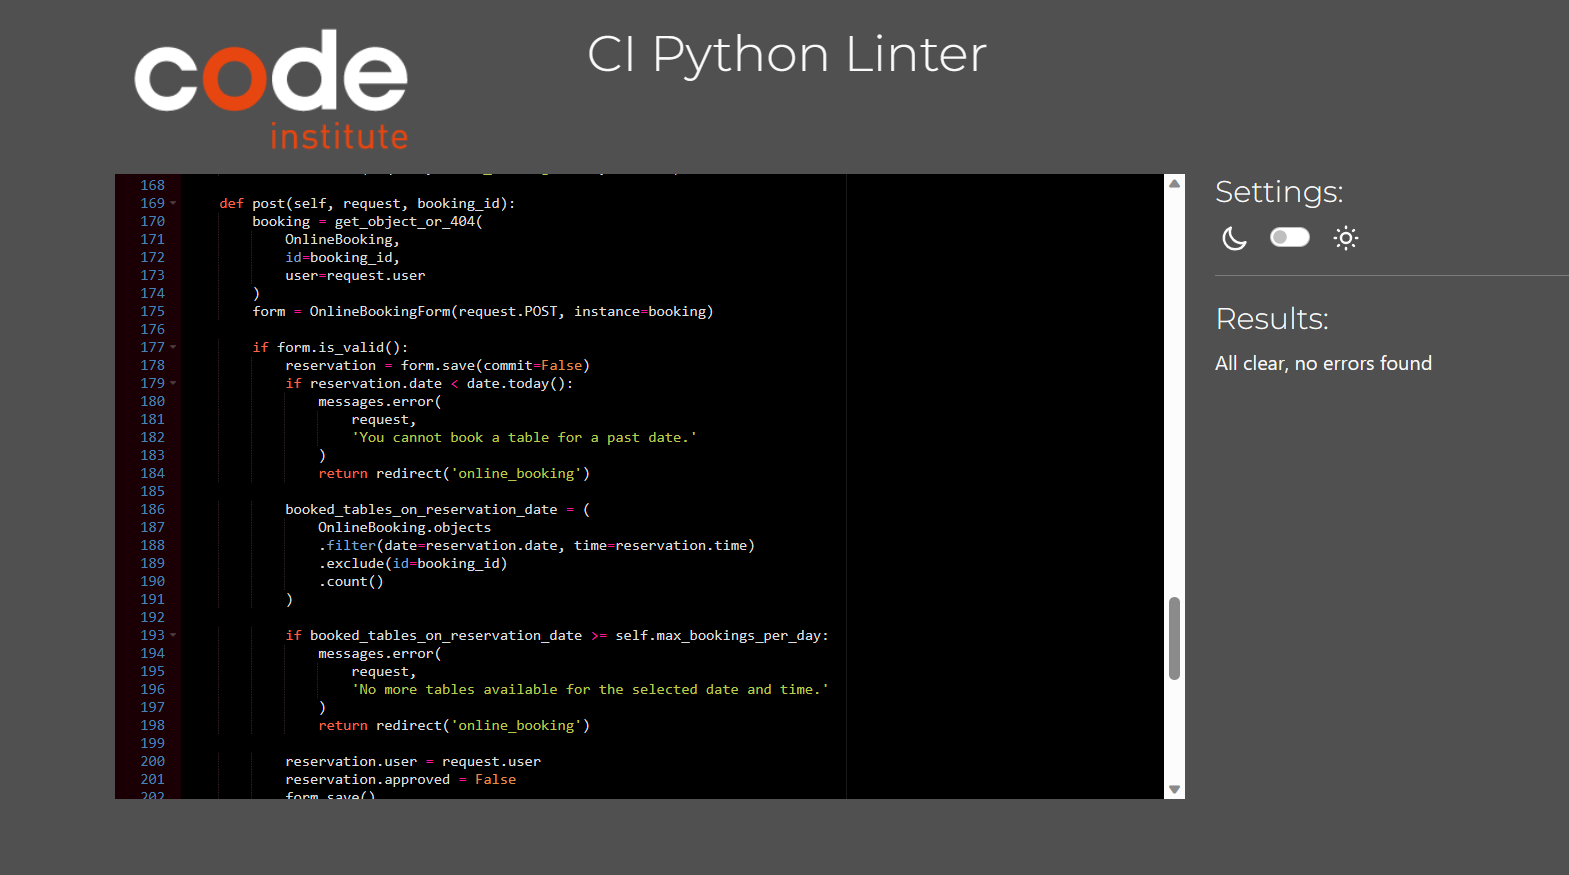 code
institute
CI Python Linter
168
169 def post(self, request, booking_id):
170 booking = get_object_or_404(
171 OnlineBooking,
172 id=booking_id,
173 user=request.user
174 )
175 form = OnlineBookingForm(request.POST, instance=booking)
176
177 if form.is_valid():
178 reservation = form.save(commit=False)
179 if reservation.date < date.today():
180 messages.error(
181 request,
182 'You cannot book a table for a past date.'
183 )
184 return redirect('online_booking')
185
186 booked_tables_on_reservation_date = (
187 OnlineBooking.objects
188 .filter(date=reservation.date, time=reservation.time)
189 .exclude(id=booking_id)
190 .count()
191 )
192
193 if booked_tables_on_reservation_date >= self.max_bookings_per_day:
194 messages.error(
195 request,
196 'No more tables available for the selected date and time.'
197 )
198 return redirect('online_booking')
199
200 reservation.user = request.user
201 reservation.approved = False
202 form.save()
Settings:
Results:
All clear, no errors found